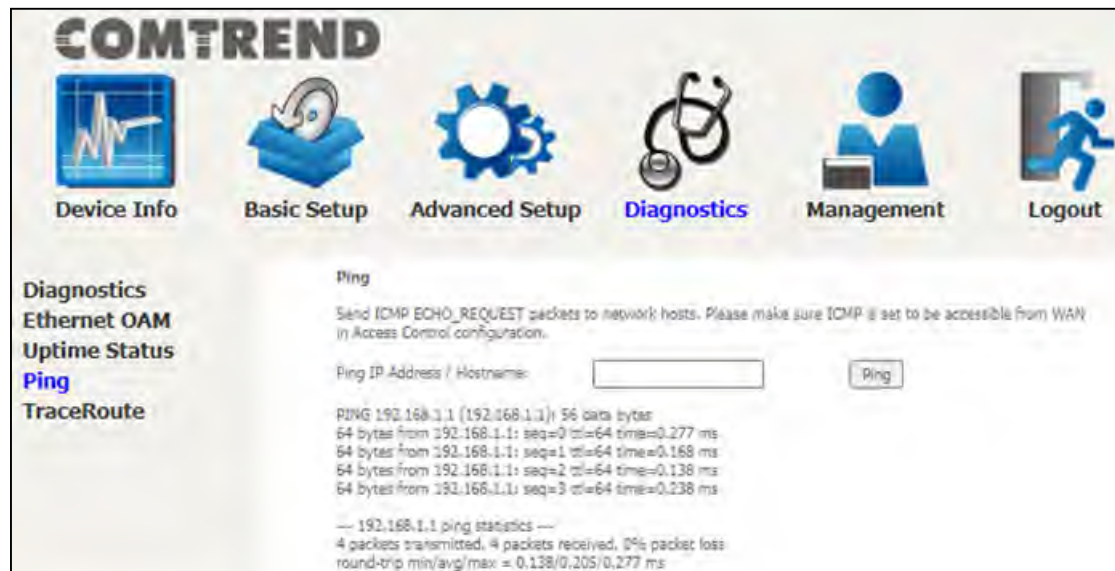 COMTREND
Device Info
Basic Setup
Advanced Setup
Diagnostics
Management
Logout
Diagnostics
Ethernet OAM
Uptime Status
Ping
TraceRoute
Ping
Send ICMP ECHO_REQUEST packets to network hosts. Please make sure ICMP is set to be accessible from WAN
in Access Control configuration.
Ping IP Address / Hostname:
Ping
PING 192.168.1.1 (192.168.1.1): 56 data bytes
64 bytes from 192.168.1.1: seq=0 ttl=64 time=0.277 ms
64 bytes from 192.168.1.1: seq=1 ttl=64 time=0.168 ms
64 bytes from 192.168.1.1: seq=2 ttl=64 time=0.138 ms
64 bytes from 192.168.1.1: seq=3 ttl=64 time=0.238 ms
--- 192.168.1.1 ping statistics ---
4 packets transmitted, 4 packets received, 0% packet loss
round-trip min/avg/max = 0.138/0.205/0.277 ms